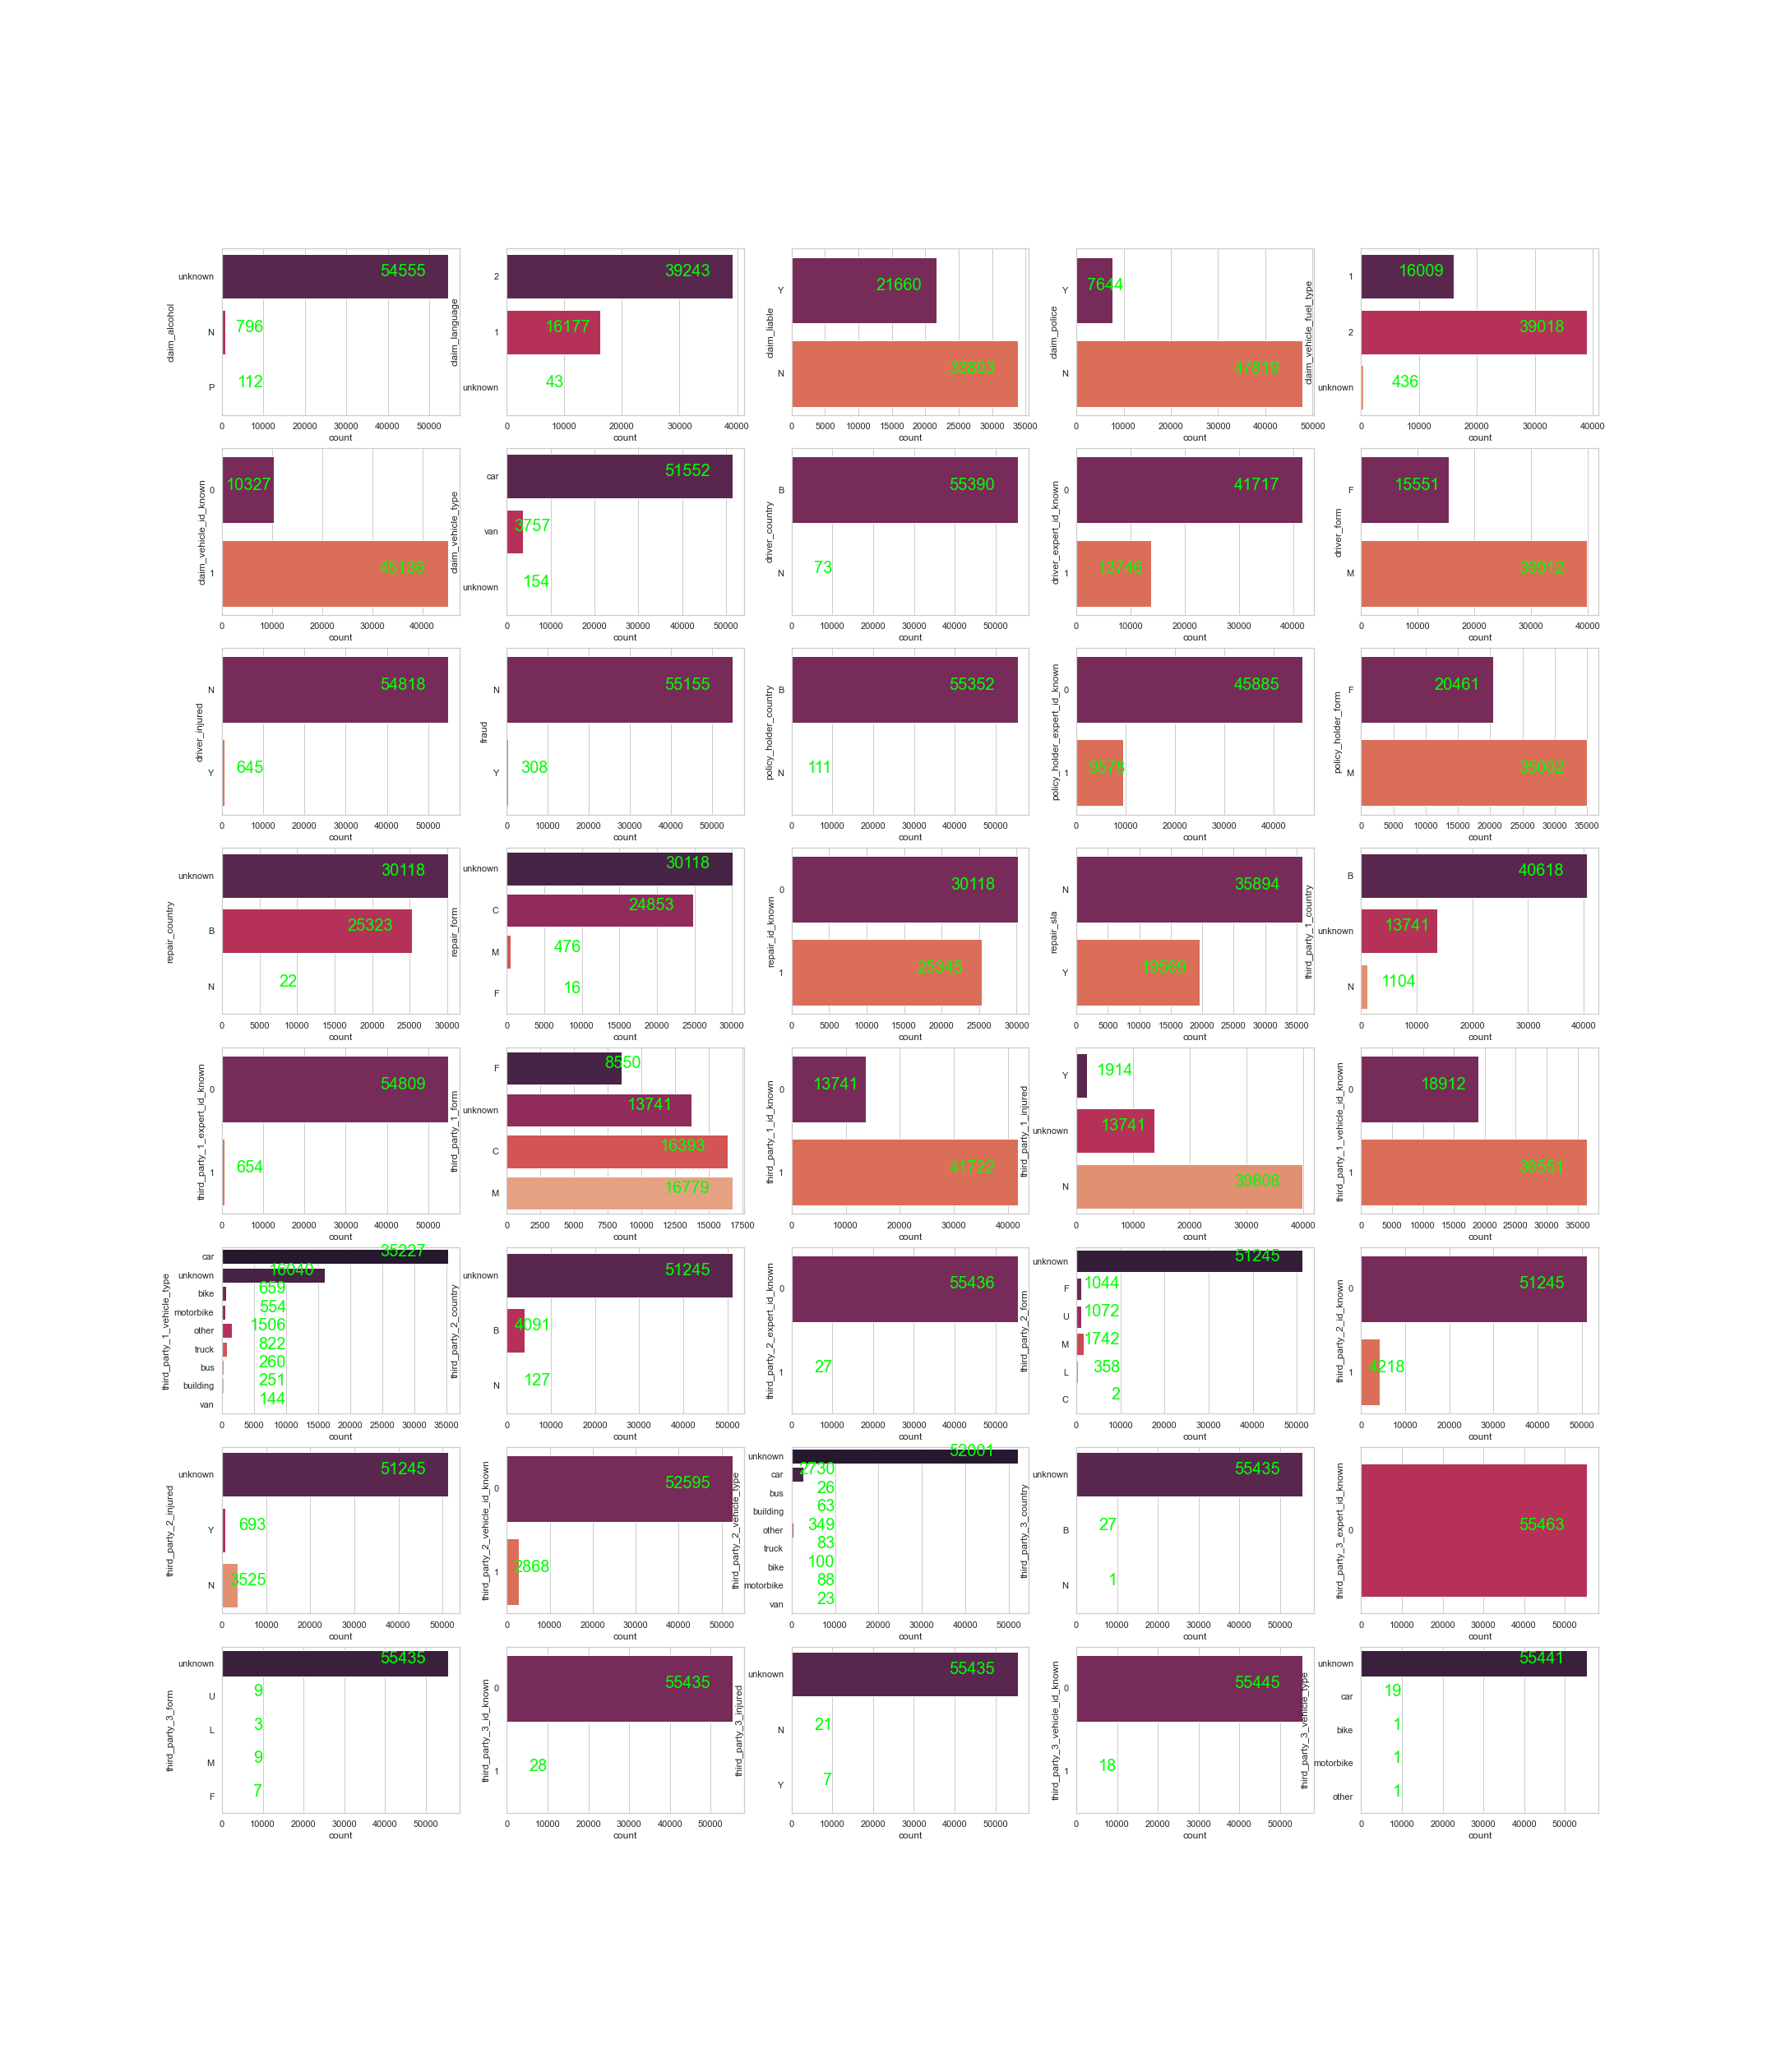 claim_alcohol
unknown 54555
N 796
P 112
0 10000 20000 30000 40000 50000
count
claim_language
2 39243
1 16177
unknown 43
0 10000 20000 30000 40000
count
claim_liable
Y 21660
N 33803
0 5000 10000 15000 20000 25000 30000 35000
count
claim_police
Y 7644
N 47819
0 10000 20000 30000 40000 50000
count
claim_vehicle_fuel_type
1 16009
2 39018
unknown 436
0 10000 20000 30000 40000
count
claim_vehicle_id_known
0 10327
1 45136
0 10000 20000 30000 40000
count
claim_vehicle_type
car 51552
van 3757
unknown 154
0 10000 20000 30000 40000 50000
count
driver_country
B 55390
N 73
0 10000 20000 30000 40000 50000
count
driver_expert_id_known
0 41717
1 13746
0 10000 20000 30000 40000
count
driver_form
F 15551
M 39912
0 10000 20000 30000 40000
count
driver_injured
N 54818
Y 645
0 10000 20000 30000 40000 50000
count
fraud
N 55155
Y 308
0 10000 20000 30000 40000 50000
count
policy_holder_country
B 55352
N 111
0 10000 20000 30000 40000 50000
count
policy_holder_expert_id_known
0 45885
1 9578
0 10000 20000 30000 40000
count
policy_holder_form
F 20461
M 35002
0 5000 10000 15000 20000 25000 30000 35000
count
repair_country
unknown 30118
B 25323
N 22
0 5000 10000 15000 20000 25000 30000
count
repair_form
unknown 30118
C 24853
M 476
F 16
0 5000 10000 15000 20000 25000 30000
count
repair_id_known
0 30118
1 25345
0 5000 10000 15000 20000 25000 30000
count
repair_sla
N 35894
Y 19569
0 5000 10000 15000 20000 25000 30000 35000
count
third_party_1_country
B 40618
unknown 13741
N 1104
0 10000 20000 30000 40000
count
third_party_1_expert_id_known
0 54809
1 654
0 10000 20000 30000 40000 50000
count
third_party_1_form
F 8550
unknown 13741
C 16393
M 16779
0 2500 5000 7500 10000 12500 15000 17500
count
third_party_1_id_known
0 13741
1 41722
0 10000 20000 30000 40000
count
third_party_1_injured
Y 1914
unknown 13741
N 39808
0 10000 20000 30000 40000
count
third_party_1_vehicle_id_known
0 18912
1 36551
0 5000 10000 15000 20000 25000 30000 35000
count
third_party_1_vehicle_type
car 35227
unknown 16040
bike 659
motorbike 554
other 1506
truck 822
bus 260
building 251
van 144
0 5000 10000 15000 20000 25000 30000 35000
count
third_party_2_country
unknown 51245
B 4091
N 127
0 10000 20000 30000 40000 50000
count
third_party_2_expert_id_known
0 55436
1 27
0 10000 20000 30000 40000 50000
count
third_party_2_form
unknown 51245
F 1044
U 1072
M 1742
L 358
C 2
0 10000 20000 30000 40000 50000
count
third_party_2_id_known
0 51245
1 4218
0 10000 20000 30000 40000 50000
count
third_party_2_injured
unknown 51245
Y 693
N 3525
0 10000 20000 30000 40000 50000
count
third_party_2_vehicle_id_known
0 52595
1 2868
0 10000 20000 30000 40000 50000
count
third_party_2_vehicle_type
unknown 52001
car 2730
bus 26
building 63
other 349
truck 83
bike 100
motorbike 88
van 23
0 10000 20000 30000 40000 50000
count
third_party_3_country
unknown 55435
B 27
N 1
0 10000 20000 30000 40000 50000
count
third_party_3_expert_id_known
0 55463
0 10000 20000 30000 40000 50000
count
third_party_3_form
unknown 55435
U 9
L 3
M 9
F 7
0 10000 20000 30000 40000 50000
count
third_party_3_id_known
0 55435
1 28
0 10000 20000 30000 40000 50000
count
third_party_3_injured
unknown 55435
N 21
Y 7
0 10000 20000 30000 40000 50000
count
third_party_3_vehicle_id_known
0 55445
1 18
0 10000 20000 30000 40000 50000
count
third_party_3_vehicle_type
unknown 55441
car 19
bike 1
motorbike 1
other 1
0 10000 20000 30000 40000 50000
count